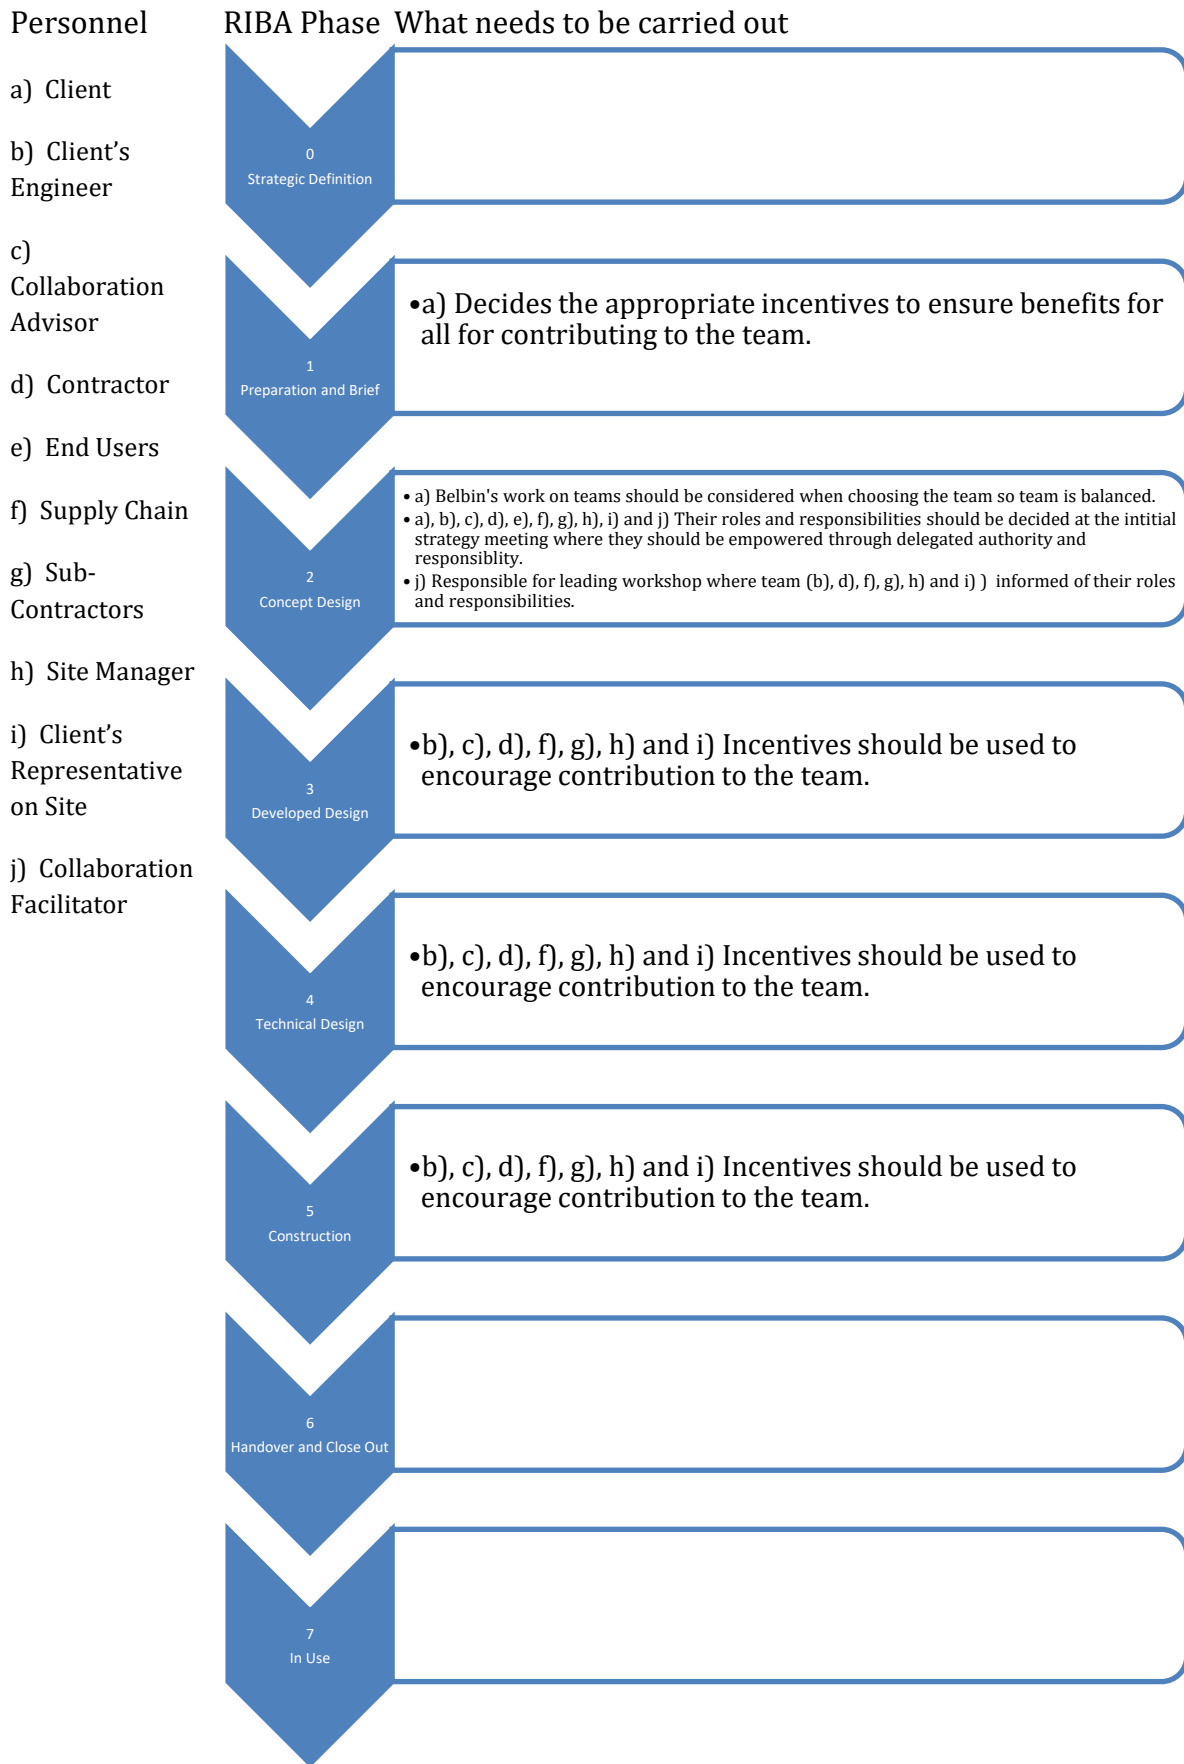 Personnel
RIBA Phase
What needs to be carried out
a) Client
b) Client’s
Engineer
c)
Collaboration
Advisor
d) Contractor
e) End Users
f) Supply Chain
g) Sub-
Contractors
h) Site Manager
i) Client’s
Representative
on Site
j) Collaboration
Facilitator
0
Strategic Definition
1
Preparation and Brief
•a) Decides the appropriate incentives to ensure benefits for
all for contributing to the team.
2
Concept Design
• a) Belbin's work on teams should be considered when choosing the team so team is balanced.
• a), b), c), d), e), f), g), h), i) and j) Their roles and responsibilities should be decided at the intitial
strategy meeting where they should be empowered through delegated authority and
responsiblity.
• j) Responsible for leading workshop where team (b), d), f), g), h) and i) ) informed of their roles
and responsibilities.
3
Developed Design
•b), c), d), f), g), h) and i) Incentives should be used to
encourage contribution to the team.
4
Technical Design
•b), c), d), f), g), h) and i) Incentives should be used to
encourage contribution to the team.
5
Construction
•b), c), d), f), g), h) and i) Incentives should be used to
encourage contribution to the team.
6
Handover and Close Out
7
In Use